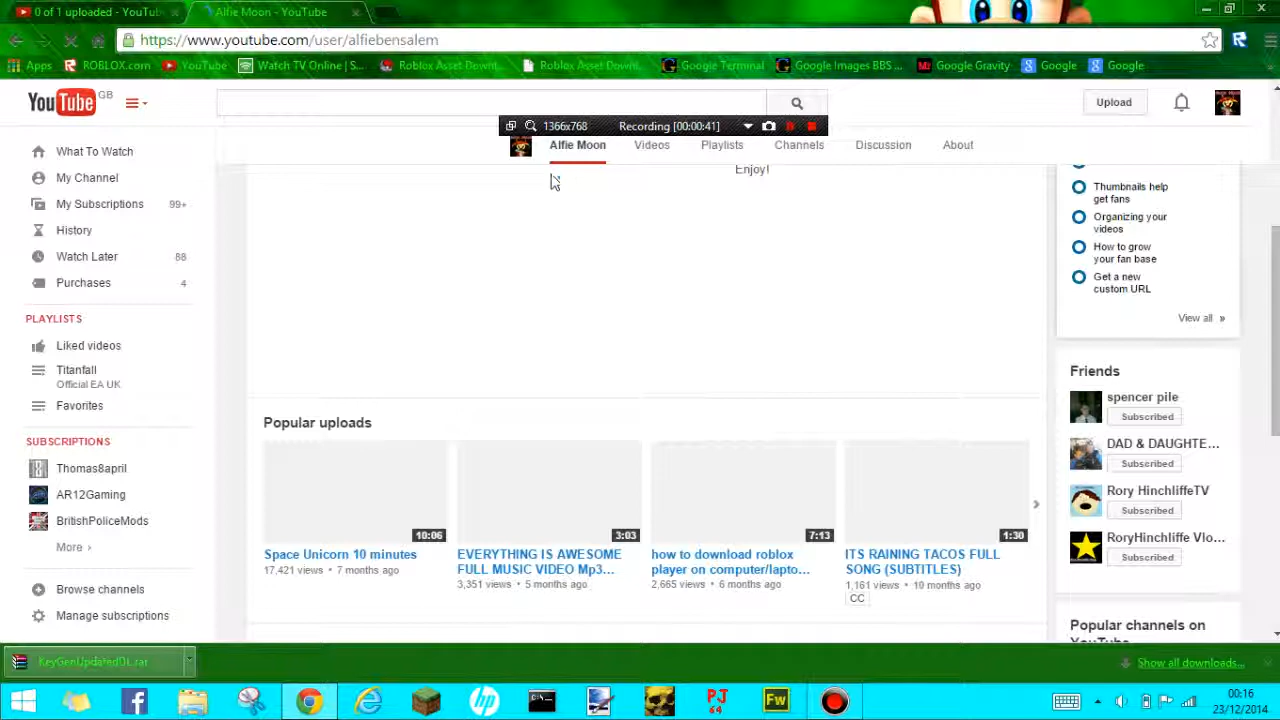 0 of 1 uploaded - YouTub
Alfie Moon - YouTube
https://www.youtube.com/user/alfiebensalem
Apps
ROBLOX.com
YouTube
Watch TV Online | S...
Roblox Asset Downl...
Roblox Asset Downl...
Google Terminal
Google Images BBS ...
Google Gravity
Google
Google
YouTube GB
Upload
1366x768
Recording [00:00:41]
Alfie Moon
Videos
Playlists
Channels
Discussion
About
Enjoy!
What To Watch
My Channel
My Subscriptions 99+
History
Watch Later 88
Purchases 4
PLAYLISTS
Liked videos
Titanfall
Official EA UK
Favorites
SUBSCRIPTIONS
Thomas8april
AR12Gaming
BritishPoliceMods
More ›
Browse channels
Manage subscriptions
Popular uploads
10:06
3:03
7:13
1:30
Space Unicorn 10 minutes
17,421 views • 7 months ago
EVERYTHING IS AWESOME
FULL MUSIC VIDEO Mp3...
3,351 views • 5 months ago
how to download roblox
player on computer/lapto...
2,665 views • 6 months ago
ITS RAINING TACOS FULL
SONG (SUBTITLES)
1,161 views • 10 months ago
CC
Thumbnails help
get fans
Organizing your
videos
How to grow
your fan base
Get a new
custom URL
View all »
Friends
spencer pile
Subscribed
DAD & DAUGHTE...
Subscribed
Rory HinchliffeTV
Subscribed
RoryHinchliffe Vlo...
Subscribed
Popular channels on
YouTube
KeyGenUpdatedDL.rar
Show all downloads...
PJ
64
Fw
00:16
23/12/2014